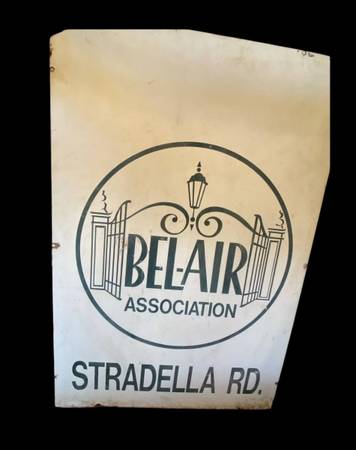 BEL-AIR
ASSOCIATION
STRADELLA RD.